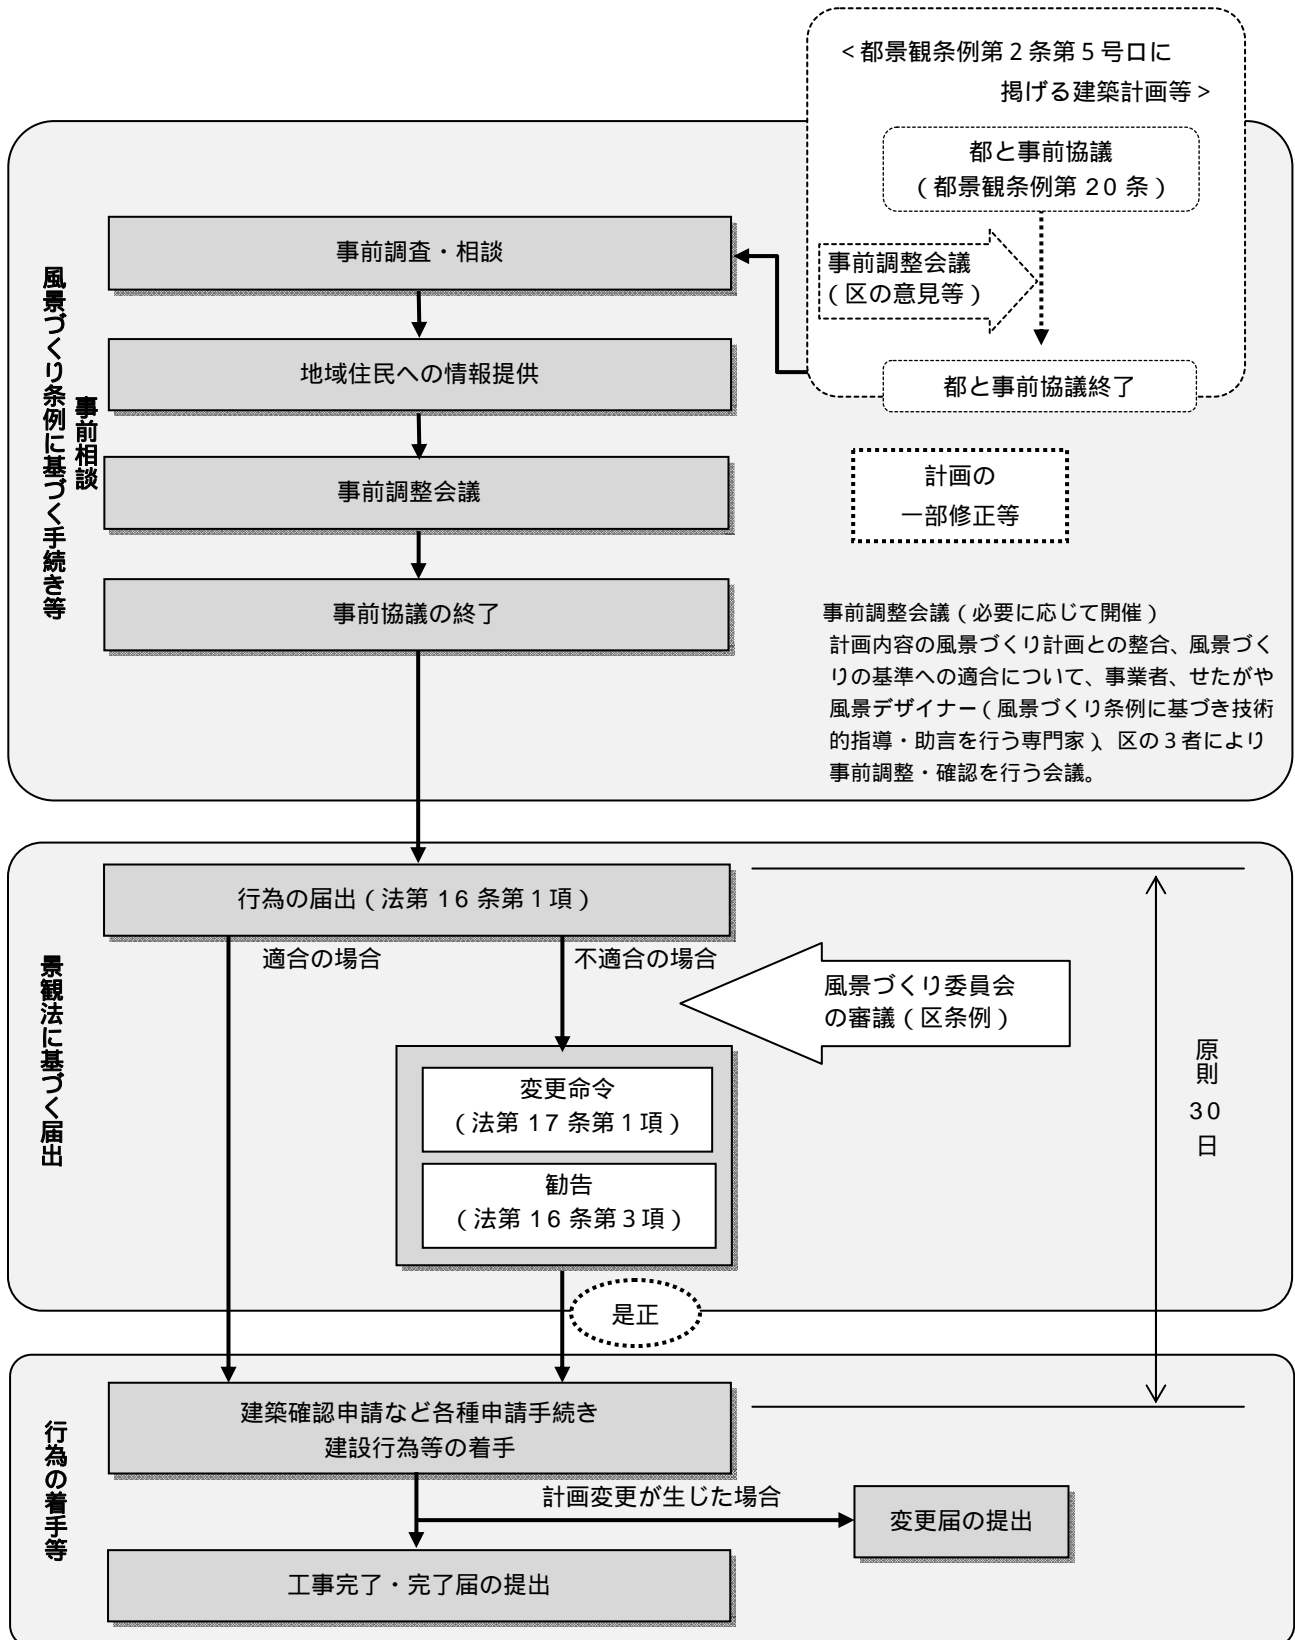 <都景観条例第2条第5号ロに
掲げる建築計画等>
都と事前協議
(都景観条例第 20 条)
事前調整会議
(区の意見等)
都と事前協議終了
風景づくり条例に基づく手続き等
事前相談
事前調査・相談
地域住民への情報提供
事前調整会議
事前協議の終了
計画の
一部修正等
事前調整会議(必要に応じて開催)
計画内容の風景づくり計画との整合、風景づく
りの基準への適合について、事業者、せたがや
風景デザイナー(風景づくり条例に基づき技術
的指導・助言を行う専門家)、区の3者により
事前調整・確認を行う会議。
景観法に基づく届出
行為の届出(法第 16 条第1項)
適合の場合
不適合の場合
風景づくり委員会
の審議(区条例)
変更命令
(法第 17 条第1項)
勧告
(法第 16 条第3項)
是正
原則
30
日
行為の着手等
建築確認申請など各種申請手続き
建設行為等の着手
計画変更が生じた場合
変更届の提出
工事完了・完了届の提出